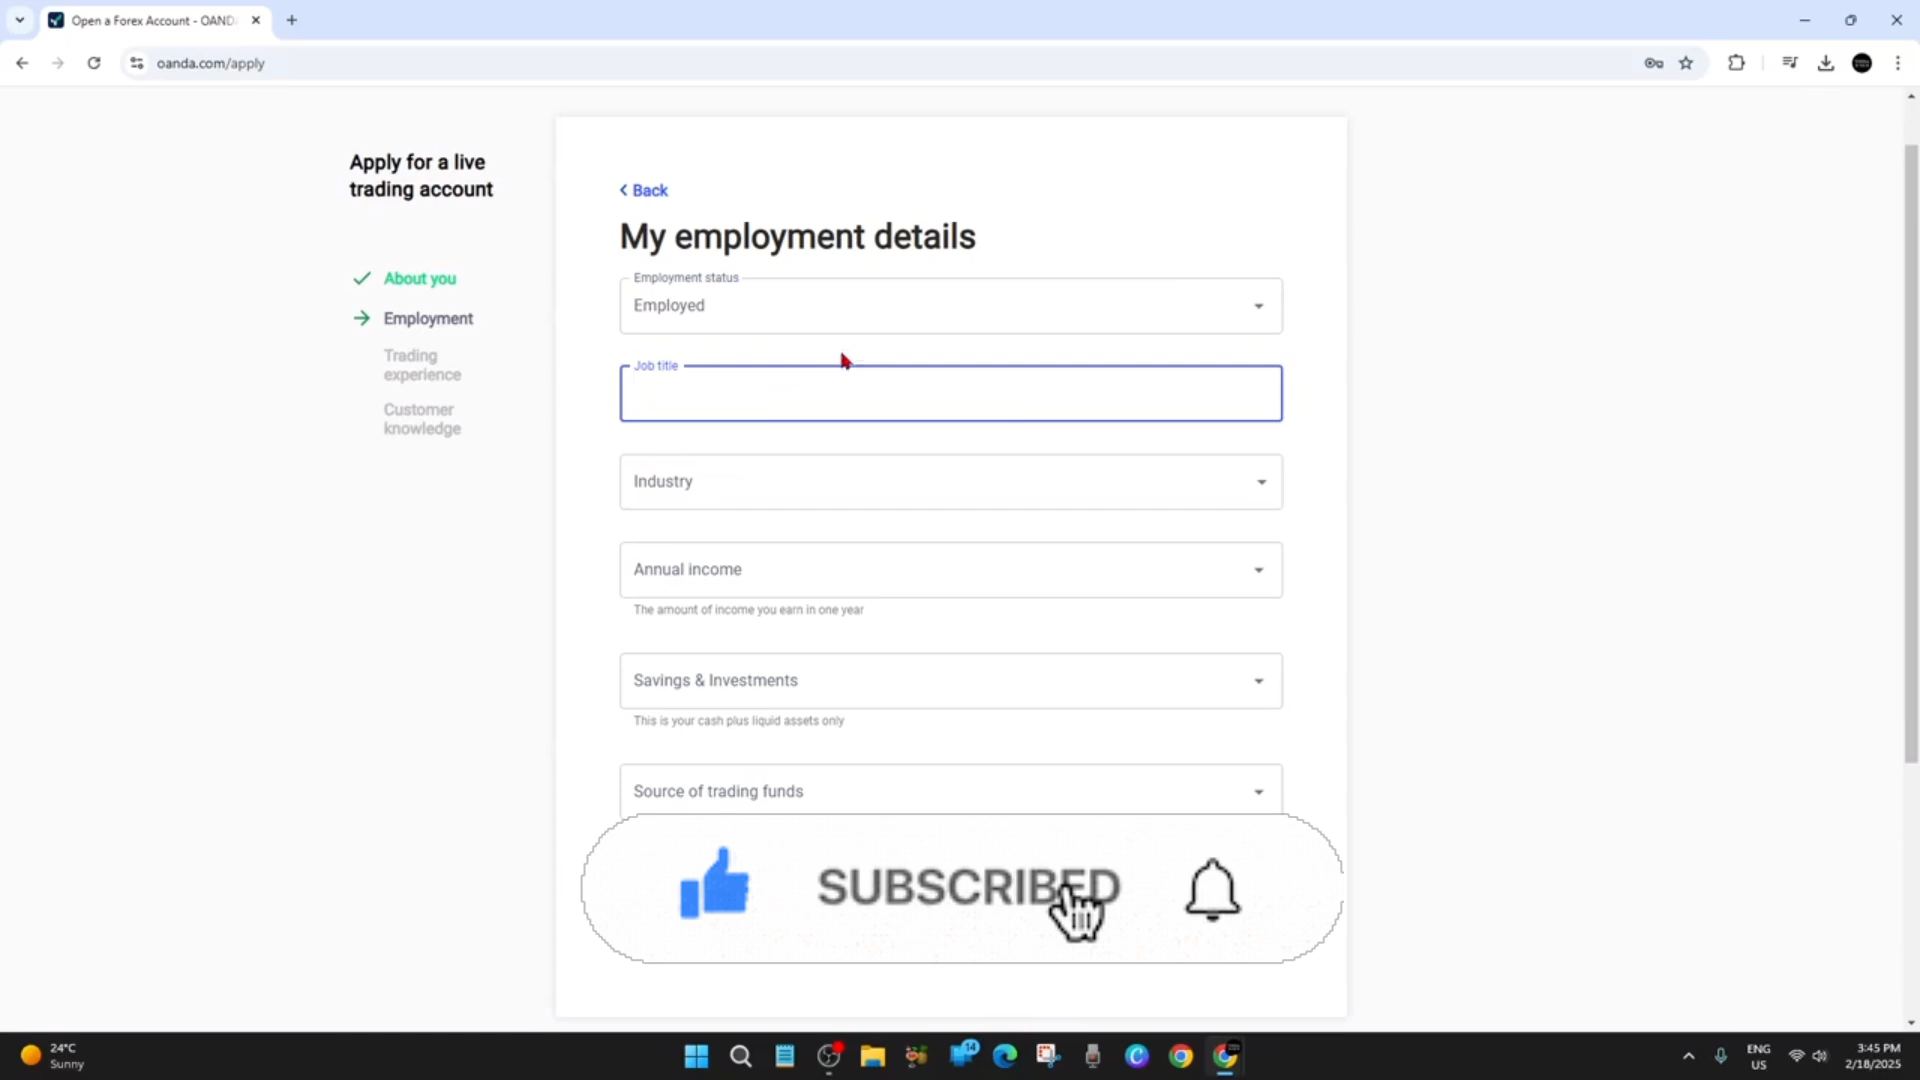 Open a Forex Account - OAND
oanda.com/apply
Apply for a live
trading account
About you
Employment
Trading
experience
Customer
knowledge
Back
My employment details
Employment status
Employed
Job title
Industry
Annual income
The amount of income you earn in one year
Savings & Investments
This is your cash plus liquid assets only
Source of trading funds
SUBSCRIBED
24°C
Sunny
14
ENG
US
3:45 PM
2/18/2025